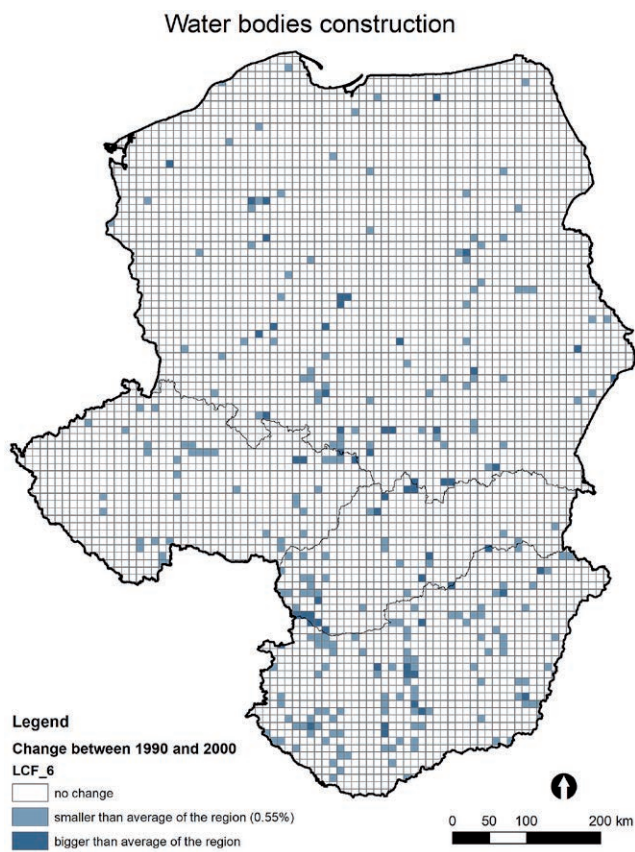 Water bodies construction
Legend
Change between 1990 and 2000
LCF_6
no change
smaller than average of the region (0.55%)
bigger than average of the region
0 50 100 200 km